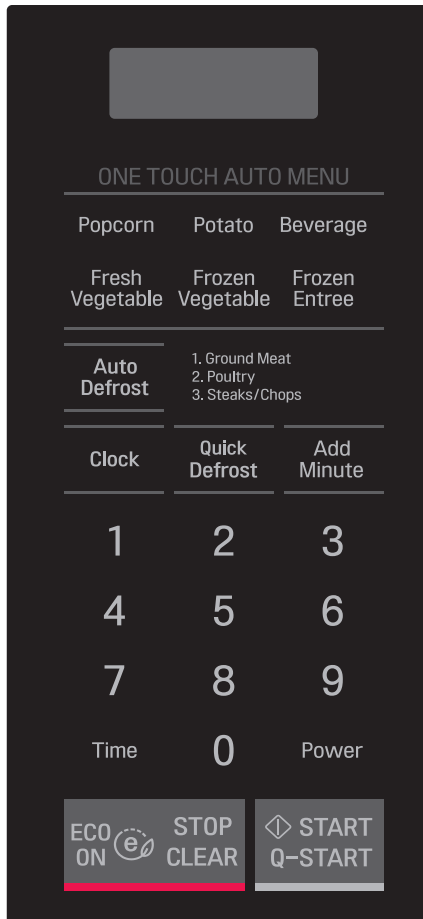 ONE TOUCH AUTO MENU
Popcorn Potato Beverage
Fresh Vegetable Frozen Vegetable Frozen Entree
Auto Defrost
1. Ground Meat
2. Poultry
3. Steaks/Chops
Clock Quick Defrost Add Minute
1 2 3
4 5 6
7 8 9
Time 0 Power
ECO ON e STOP CLEAR START Q-START